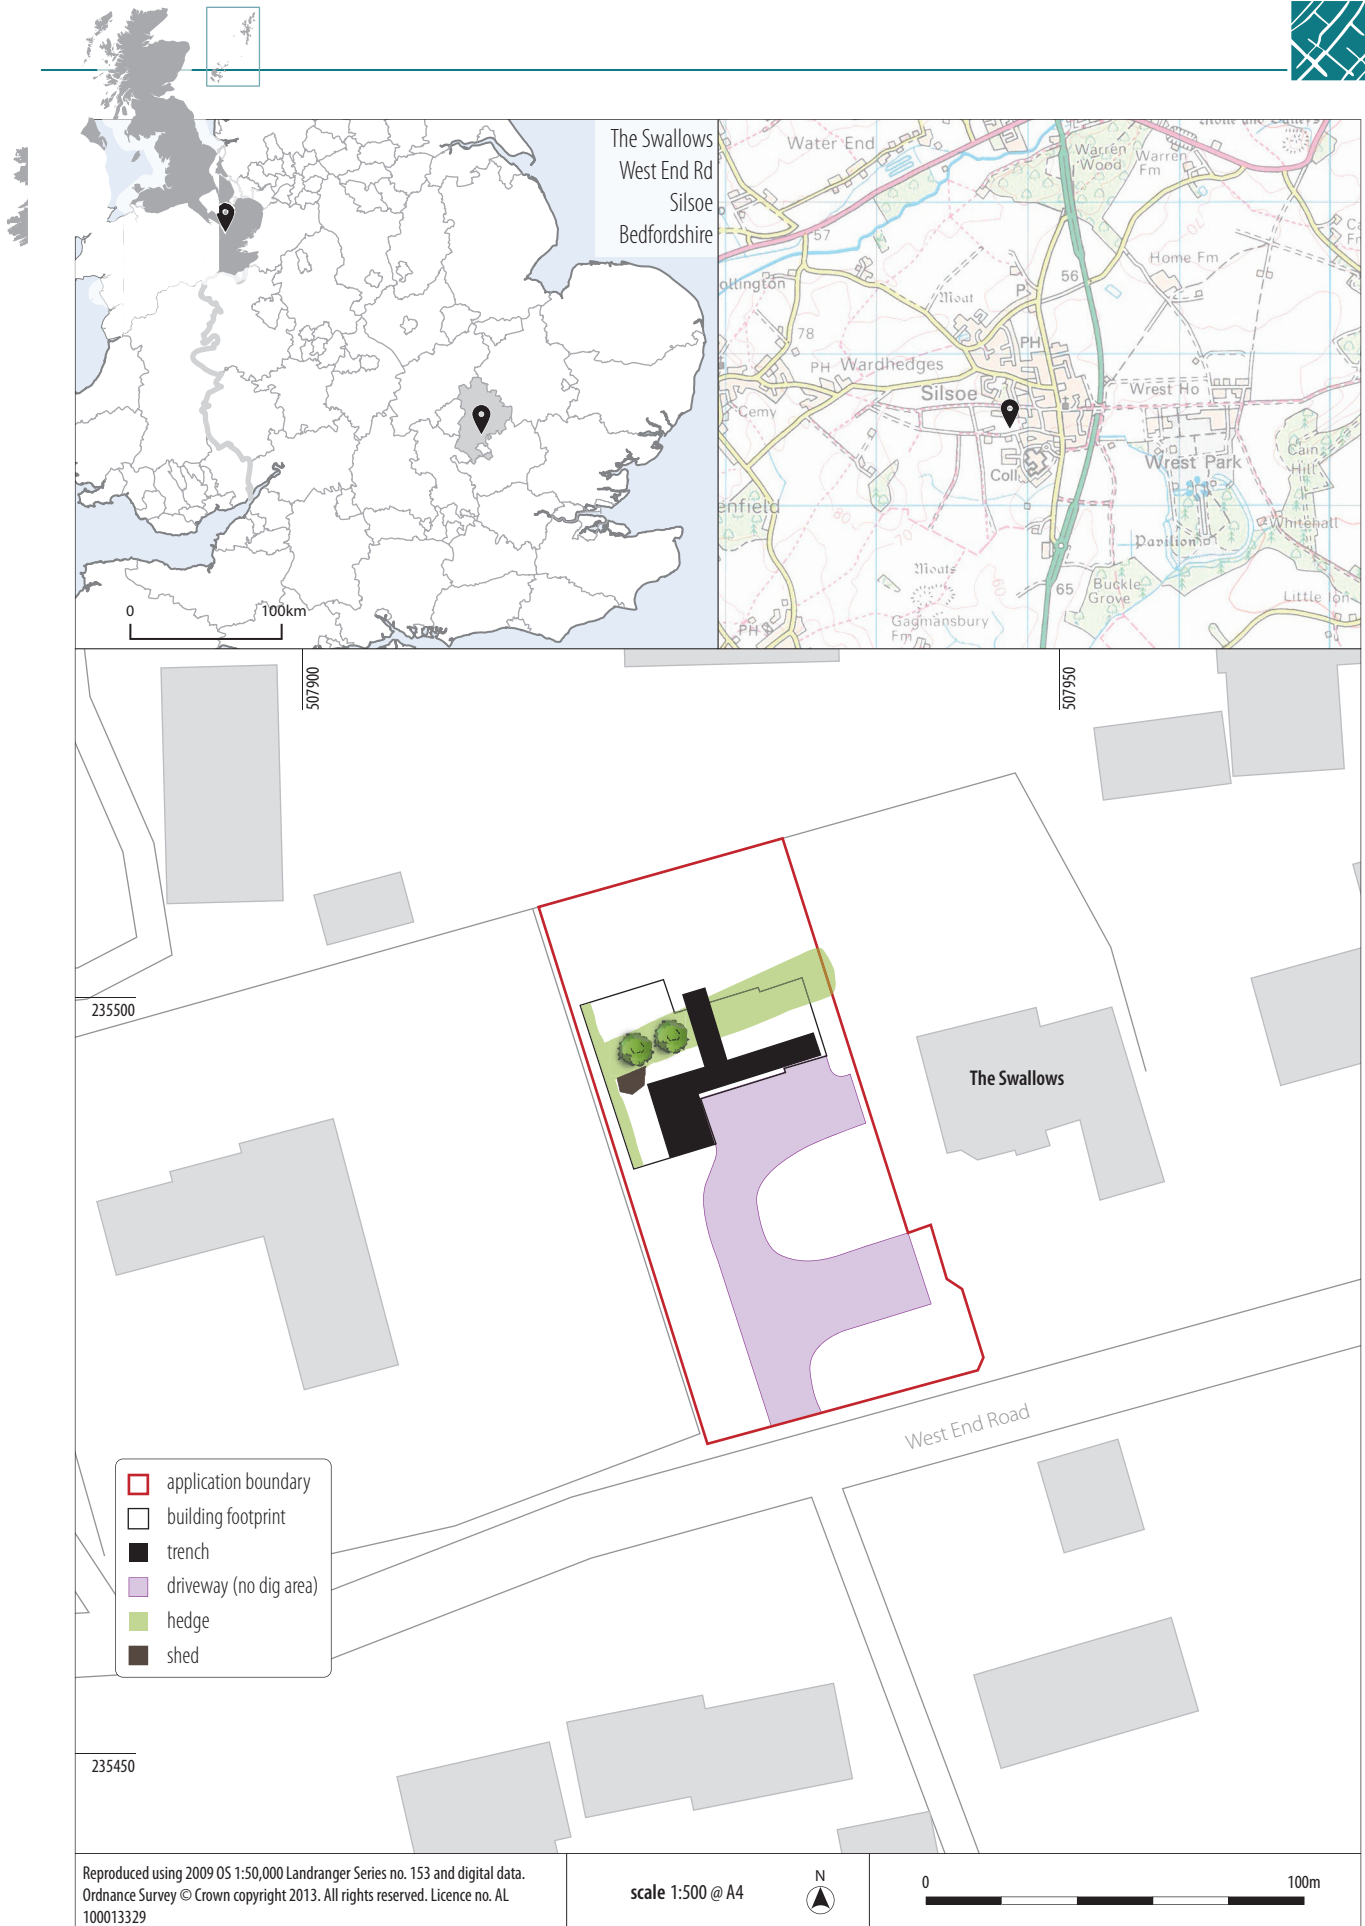 The Swallows
West End Rd
Silsoe
Bedfordshire
0
100km
Water End
Warren
Wood
Warren
Fm
57
Home Fm
56
ollington
Moat
P
78
PH
PH
Wardhedges
Silsoe
Wrest Ho
Cemy
Cain
Hill
Wrest Park
Coll
enfield
80
70
Whitehall
Pavilion
Moats
60
65
Buckle
Grove
Little Ion
Gagmansbury
Fm
PH
507900
507950
235500
The Swallows
West End Road
application boundary
building footprint
trench
driveway (no dig area)
hedge
shed
235450
Reproduced using 2009 OS 1:50,000 Landranger Series no. 153 and digital data.
Ordnance Survey © Crown copyright 2013. All rights reserved. Licence no. AL
100013329
scale 1:500 @ A4
N
0
100m